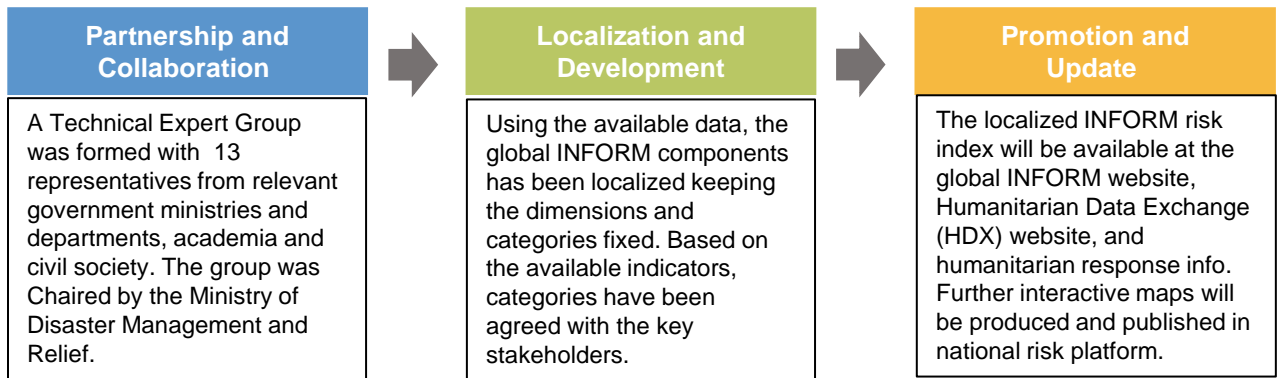 Partnership and
Collaboration
A Technical Expert Group
was formed with 13
representatives from relevant
government ministries and
departments, academia and
civil society. The group was
Chaired by the Ministry of
Disaster Management and
Relief.
Localization and
Development
Using the available data, the
global INFORM components
has been localized keeping
the dimensions and
categories fixed. Based on
the available indicators,
categories have been
agreed with the key
stakeholders.
Promotion and
Update
The localized INFORM risk
index will be available at the
global INFORM website,
Humanitarian Data Exchange
(HDX) website, and
humanitarian response info.
Further interactive maps will
be produced and published in
national risk platform.